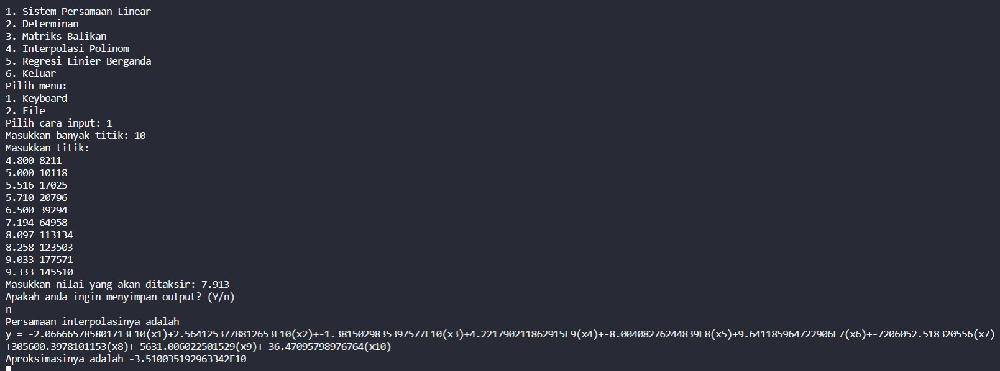 1. Sistem Persamaan Linear
2. Determinan
3. Matriks Balikan
4. Interpolasi Polinom
5. Regresi Linier Berganda
6. Keluar
Pilih menu:
1. Keyboard
2. File
Pilih cara input: 1
Masukkan banyak titik: 10
Masukkan titik:
4.800 8211
5.000 10118
5.516 17025
5.710 20796
6.500 39294
7.194 64958
8.097 113134
8.258 123503
9.033 177571
9.333 145510
Masukkan nilai yang akan ditaksir: 7.913
Apakah anda ingin menyimpan output? (Y/n)
n
Persamaan interpolasinya adalah
y = -2.066665785801713E10(x1)+2.5641253778812653E10(x2)+-1.3815029835397577E10(x3)+4.221790211862915E9(x4)+-8.00408276244839E8(x5)+9.641185964722906E7(x6)+-7206052.518320556(x7)
+305600.3978101153(x8)+-5631.006022501529(x9)+-36.47095798976764(x10)
Aproksimasinya adalah -3.510035192963342E10